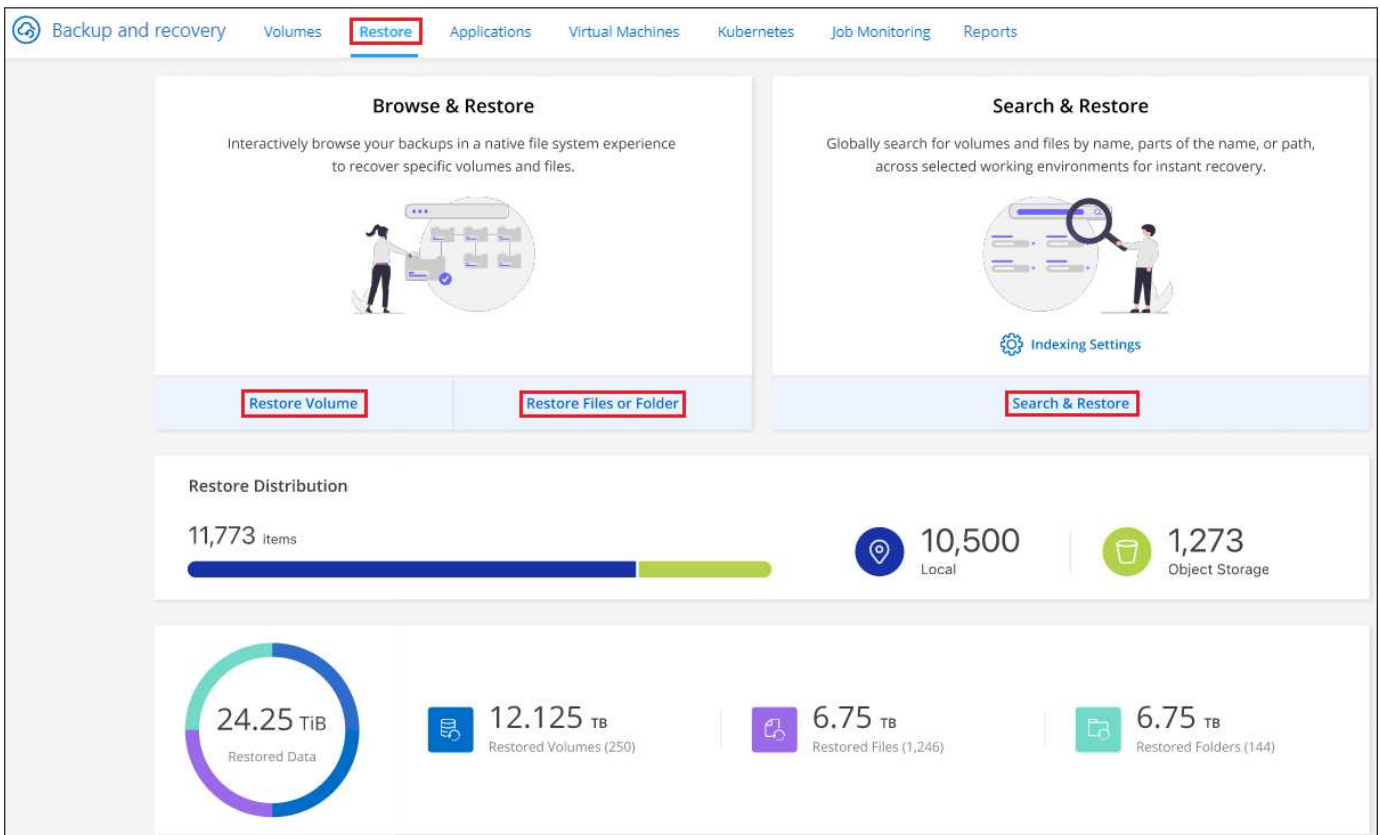 Backup and recovery Volumes Restore Applications Virtual Machines Kubernetes Job Monitoring Reports
Browse & Restore
Interactively browse your backups in a native file system experience
to recover specific volumes and files.
Restore Volume Restore Files or Folder
Search & Restore
Globally search for volumes and files by name, parts of the name, or path,
across selected working environments for instant recovery.
Indexing Settings
Search & Restore
Restore Distribution
11,773 items
10,500
Local
1,273
Object Storage
24.25 TiB
Restored Data
12.125 TB
Restored Volumes (250)
6.75 TB
Restored Files (1,246)
6.75 TB
Restored Folders (144)